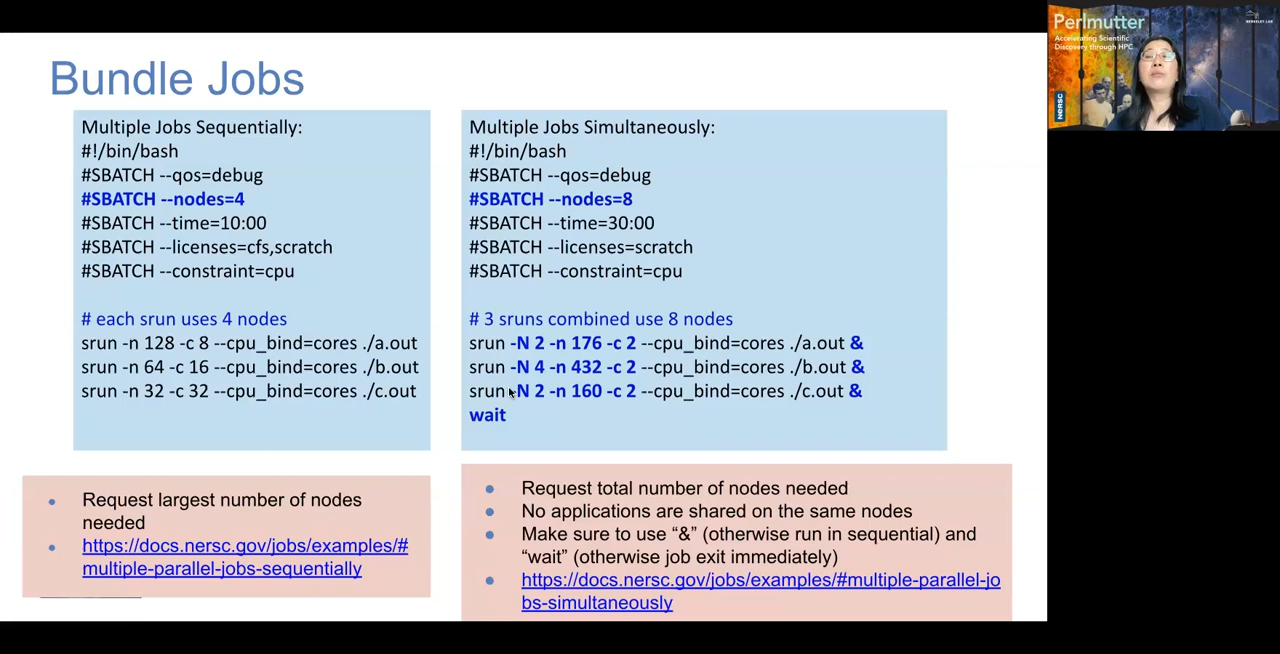 Bundle Jobs
Multiple Jobs Sequentially:
#!/bin/bash
#SBATCH --qos=debug
#SBATCH --nodes=4
#SBATCH --time=10:00
#SBATCH --licenses=cfs,scratch
#SBATCH --constraint=cpu
# each srun uses 4 nodes
srun -n 128 -c 8 --cpu_bind=cores ./a.out
srun -n 64 -c 16 --cpu_bind=cores ./b.out
srun -n 32 -c 32 --cpu_bind=cores ./c.out
Request largest number of nodes
needed
https://docs.nersc.gov/jobs/examples/#
multiple-parallel-jobs-sequentially
Multiple Jobs Simultaneously:
#!/bin/bash
#SBATCH --qos=debug
#SBATCH --nodes=8
#SBATCH --time=30:00
#SBATCH --licenses=scratch
#SBATCH --constraint=cpu
# 3 sruns combined use 8 nodes
srun -N 2 -n 176 -c 2 --cpu_bind=cores ./a.out &
srun -N 4 -n 432 -c 2 --cpu_bind=cores ./b.out &
srun -N 2 -n 160 -c 2 --cpu_bind=cores ./c.out &
wait
Request total number of nodes needed
No applications are shared on the same nodes
Make sure to use “&” (otherwise run in sequential) and
“wait” (otherwise job exit immediately)
https://docs.nersc.gov/jobs/examples/#multiple-parallel-jo
bs-simultaneously
Perlmutter
Accelerating Scientific
Discovery through HPC
NERSC
BERKELEY LAB